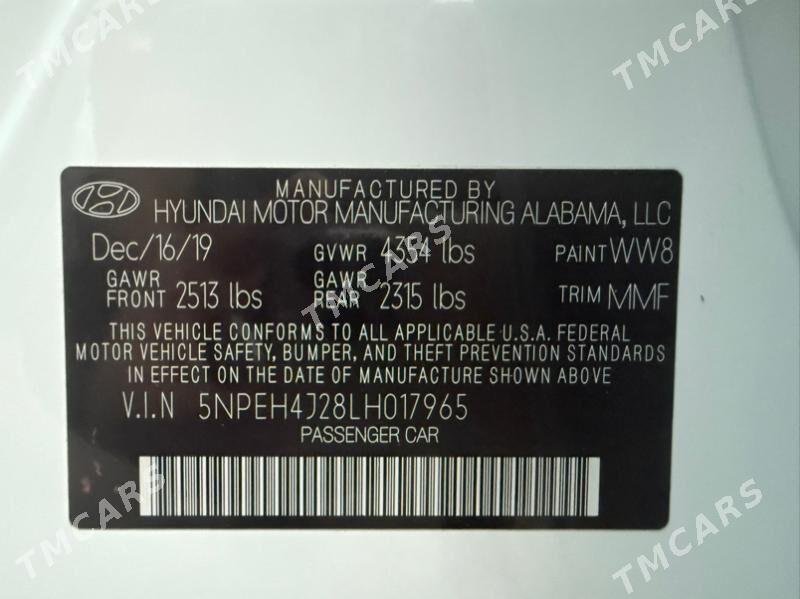 MANUFACTURED BY
HYUNDAI MOTOR MANUFACTURING ALABAMA, LLC
Dec/16/19 GVWR 4354 lbs PAINT WW8
GAWR FRONT 2513 lbs GAWR REAR 2315 lbs TRIM MMF
THIS VEHICLE CONFORMS TO ALL APPLICABLE U.S.A. FEDERAL
MOTOR VEHICLE SAFETY, BUMPER, AND THEFT PREVENTION STANDARDS
IN EFFECT ON THE DATE OF MANUFACTURE SHOWN ABOVE
V.I.N 5NPEH4J28LH017965
PASSENGER CAR
TMCARS
TMCARS
TMCARS
TMCARS
TMCARS
TMCARS
TMCARS